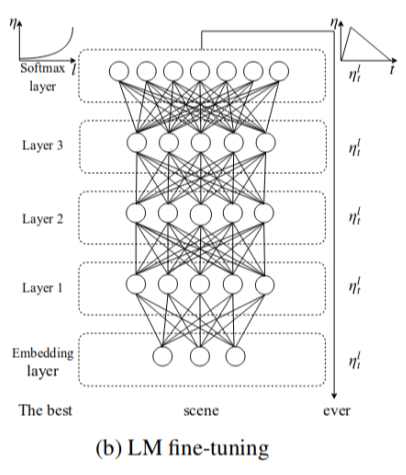 η
η
Softmax l
layer
t
η_t^l
Layer 3
η_t^l
Layer 2
η_t^l
Layer 1
η_t^l
Embedding
layer
η_t^l
The best scene ever
(b) LM fine-tuning